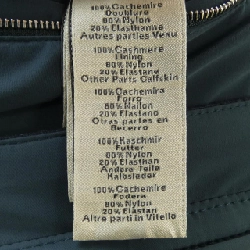 100% Cachemire
Doublure
80% Nylon
20% Elasthanne
Autres parties Veau
100% Cashmere
Lining
80% Nylon
20% Elastane
Other Parts Calfskin
100% Cachemira
Forro
80% Nailon
20% Elastano
Otras partes en
Becerro
100% Kaschmir
Futter
80% Nylon
20% Elasthan
Andere Teile
Kalbsleder
100% Cachemire
Fodera
80% Nylon
20% Elastan
Altre parti in Vitello